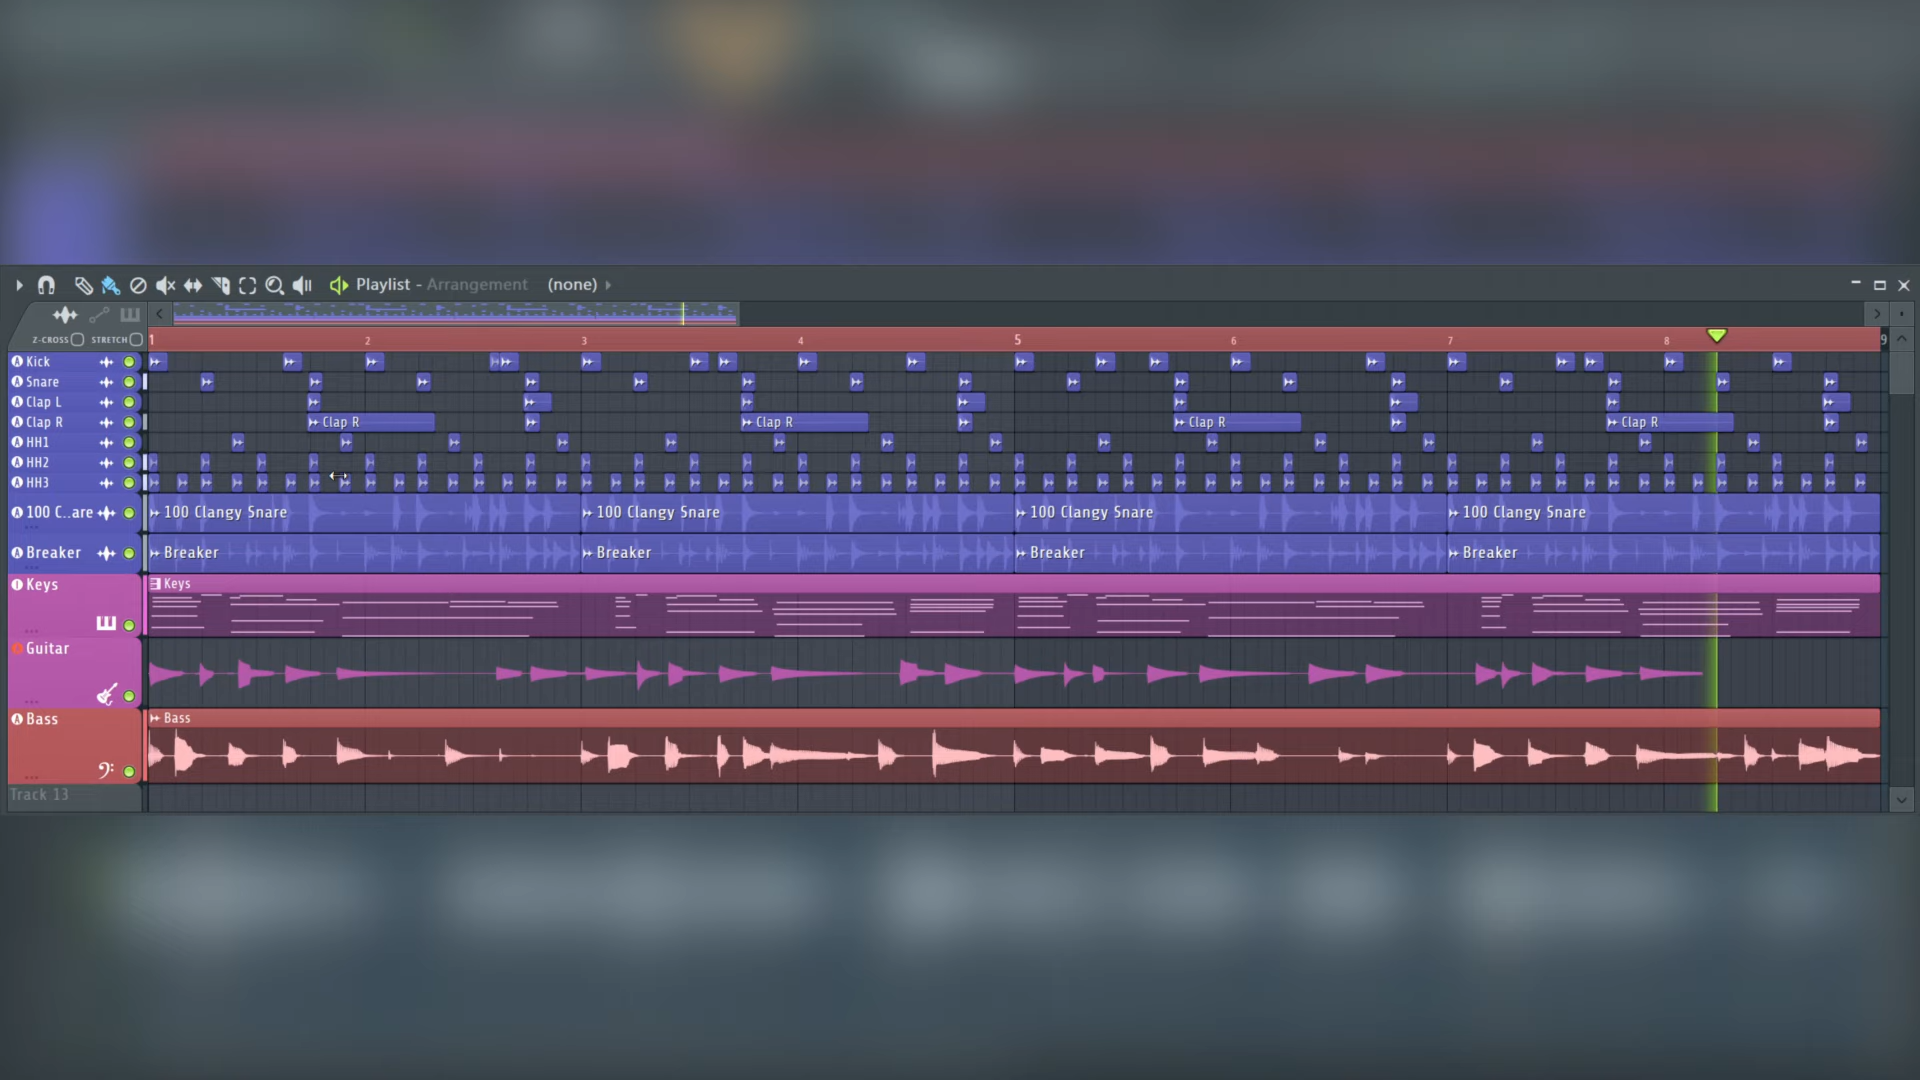 Playlist - Arrangement (none)
Z-CROSS STRETCH 1 2 3 4 5 6 7 8 9
A Kick
A Snare
A Clap L
A Clap R Clap R Clap R Clap R Clap R
A HH1
A HH2
A HH3
A 100 C..are 100 Clangy Snare 100 Clangy Snare 100 Clangy Snare 100 Clangy Snare
A Breaker Breaker Breaker Breaker Breaker
I Keys Keys
Guitar
A Bass Bass
Track 13